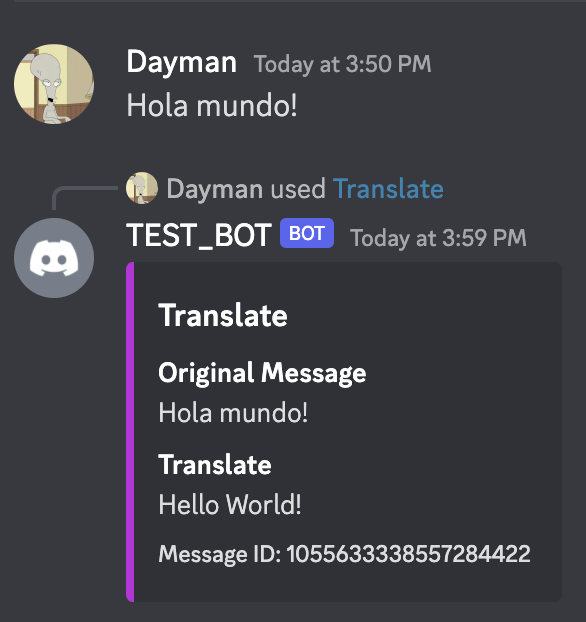 Dayman Today at 3:50 PM
Hola mundo!
Dayman used Translate
TEST_BOT BOT Today at 3:59 PM
Translate
Original Message
Hola mundo!
Translate
Hello World!
Message ID: 1055633338557284422